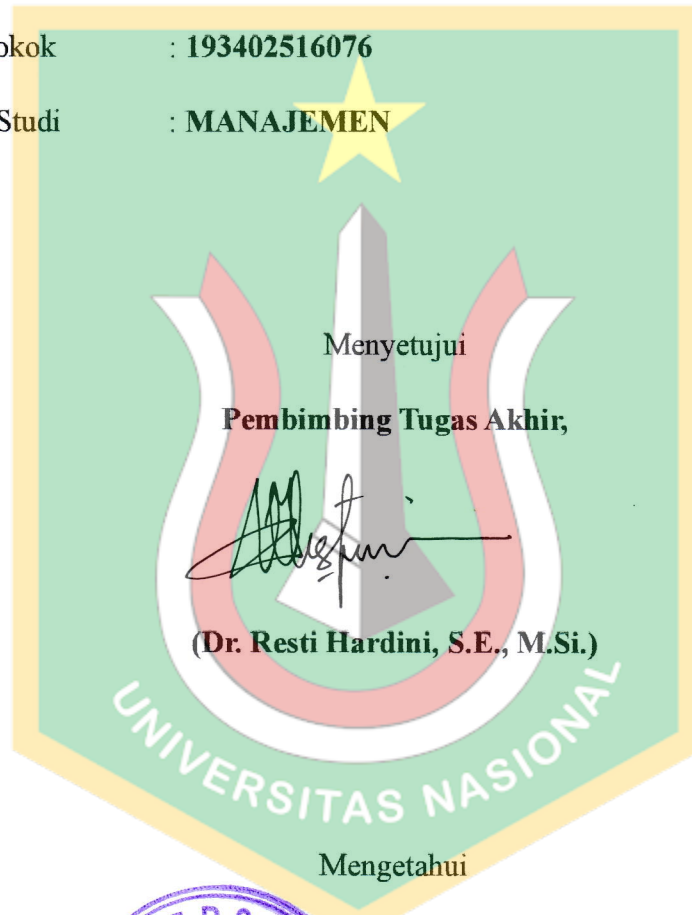 okok : 193402516076
Studi : MANAJEMEN
Menyetujui
Pembimbing Tugas Akhir,
(Dr. Resti Hardini, S.E., M.Si.)
UNIVERSITAS NASIONAL
Mengetahui